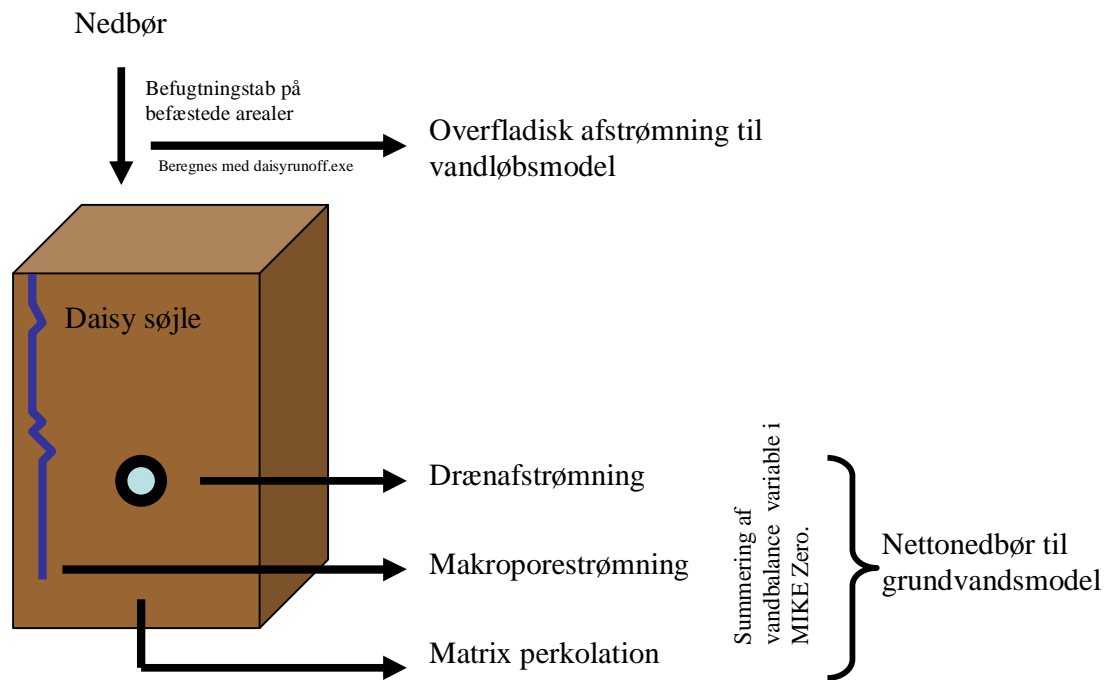 Nedbør
Befugtningstab på
befæstede arealer
Beregnes med daisyrunoff.exe
Overfladisk afstrømning til
vandløbsmodel
Daisy søjle
Drænafstrømning
Makroporestrømning
Matrix perkolation
Summering af
vandbalance variable i
MIKE Zero.
Nettonedbør til
grundvandsmodel